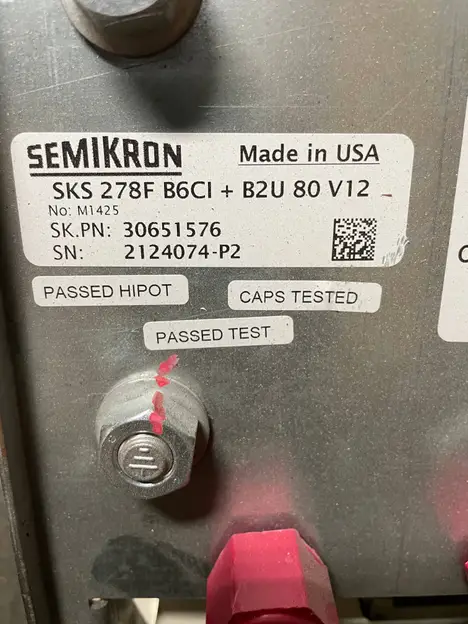 SEMIKRON Made in USA
SKS 278F B6CI + B2U 80 V12
No: M1425
SK.PN: 30651576
SN: 2124074-P2
PASSED HIPOT
CAPS TESTED
PASSED TEST